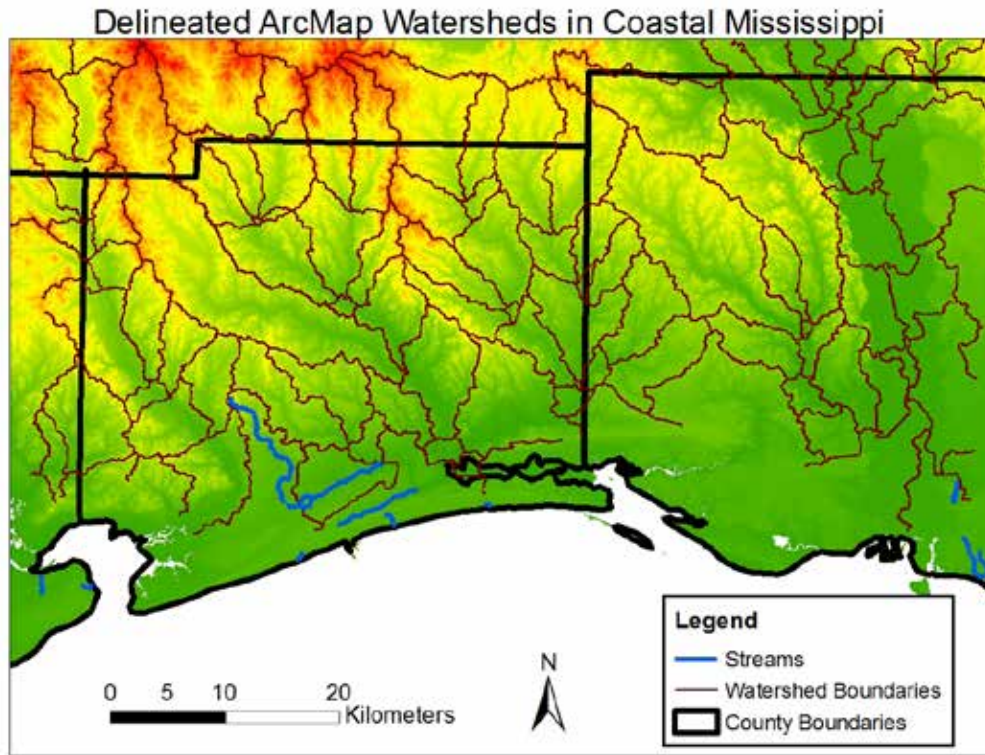 Delineated ArcMap Watersheds in Coastal Mississippi
Legend
Streams
Watershed Boundaries
County Boundaries
N
0 5 10 20
Kilometers